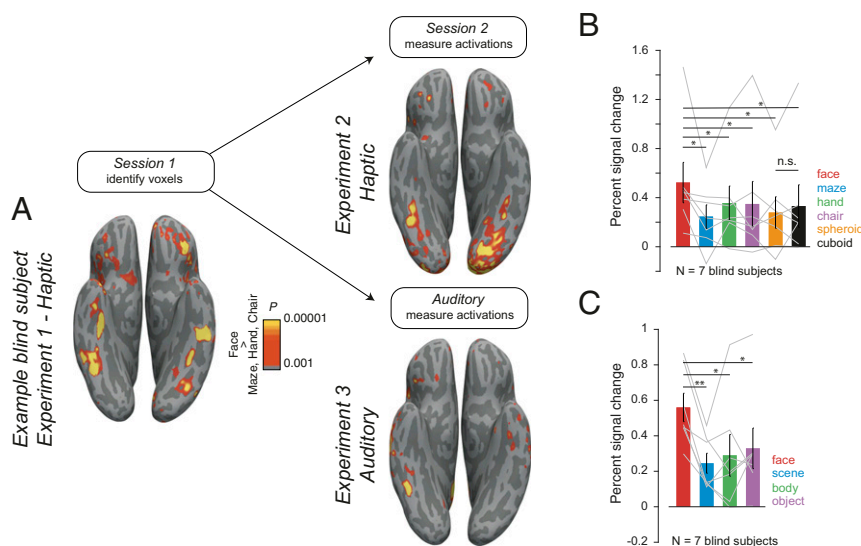 A
Example blind subject
Experiment 1 - Haptic
Session 1
identify voxels
Session 2
measure activations
Experiment 2
Haptic
Auditory
measure activations
Experiment 3
Auditory
Face
>
Maze, Hand, Chair
P
0.00001
0.001
B
Percent signal change
1.6
1.2
0.8
0.4
0
*
*
*
*
*
n.s.
face
maze
hand
chair
spheroid
cuboid
N = 7 blind subjects
C
Percent signal change
1
0.8
0.6
0.4
0.2
0
-0.2
*
*
**
face
scene
body
object
N = 7 blind subjects